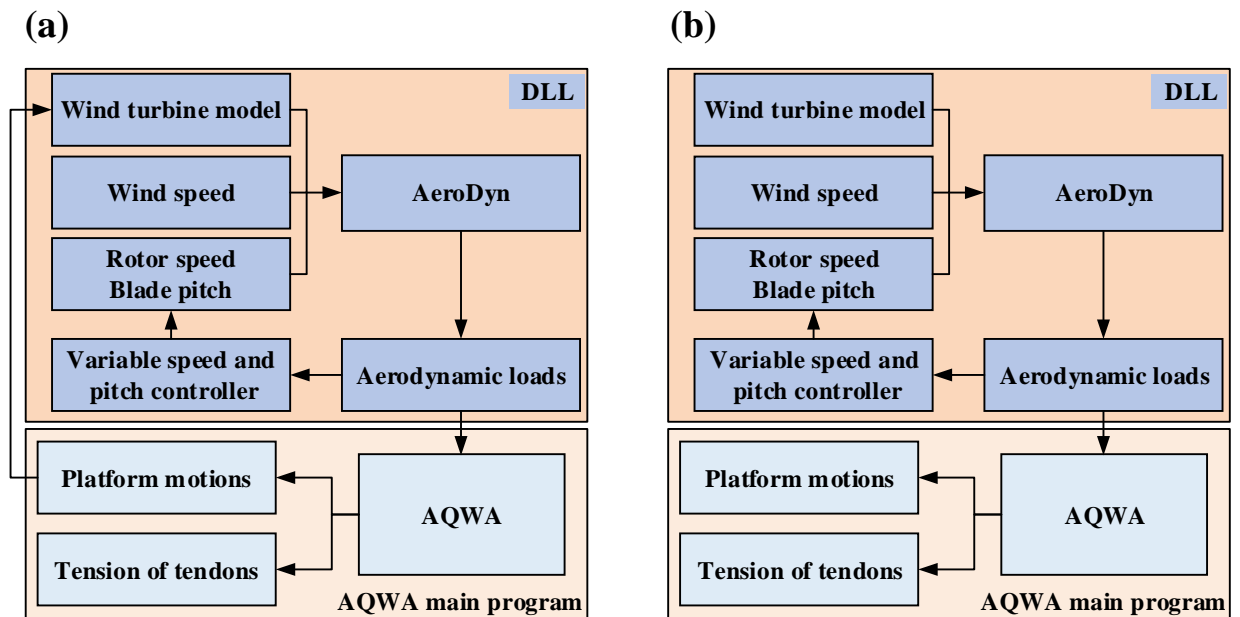 (a)
DLL
Wind turbine model
Wind speed
AeroDyn
Rotor speed
Blade pitch
Variable speed and
pitch controller
Aerodynamic loads
Platform motions
AQWA
Tension of tendons
AQWA main program
(b)
DLL
Wind turbine model
Wind speed
AeroDyn
Rotor speed
Blade pitch
Variable speed and
pitch controller
Aerodynamic loads
Platform motions
AQWA
Tension of tendons
AQWA main program